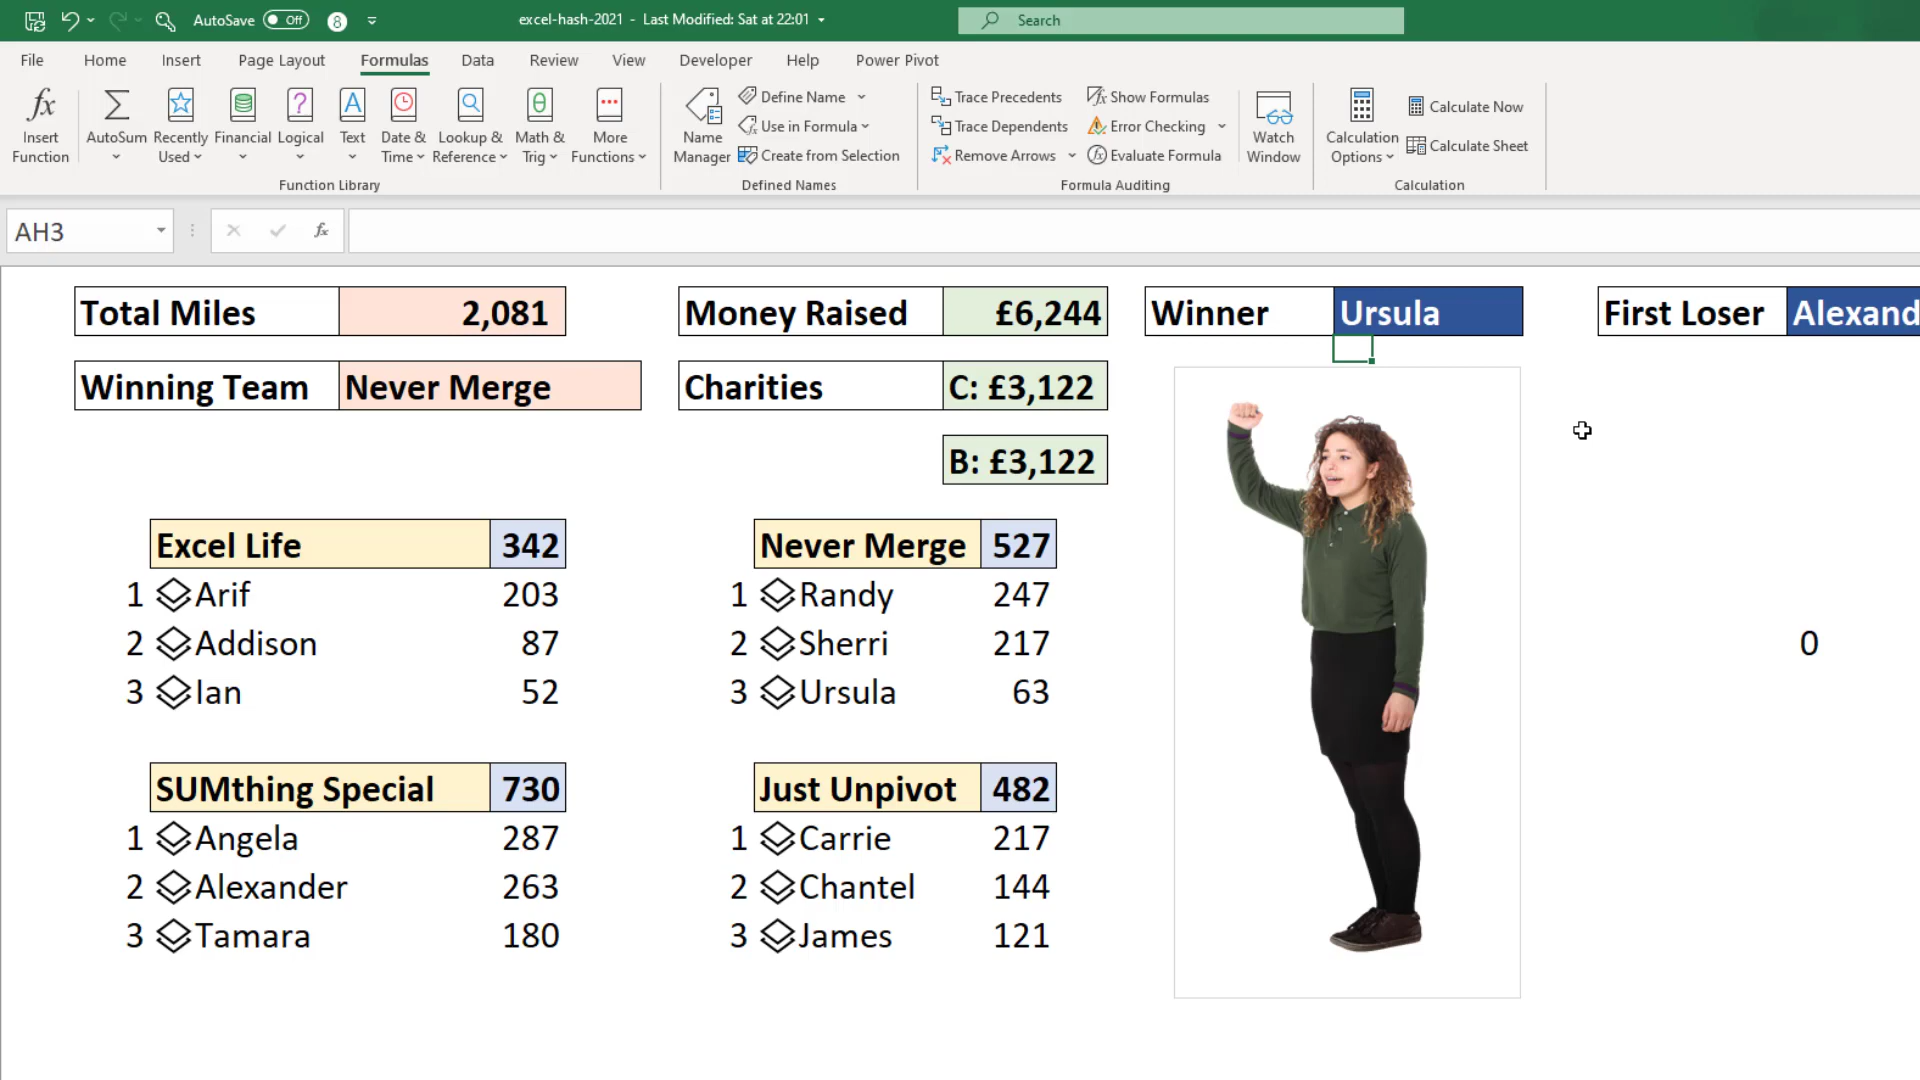 AutoSave Off 8 excel-hash-2021 - Last Modified: Sat at 22:01 Search
File Home Insert Page Layout Formulas Data Review View Developer Help Power Pivot
fx Insert Function
AutoSum
Recently Used
Financial
Logical
Text
Date & Time
Lookup & Reference
Math & Trig
More Functions
Function Library
Name Manager
Define Name
Use in Formula
Create from Selection
Defined Names
Trace Precedents
Trace Dependents
Remove Arrows
Show Formulas
Error Checking
Evaluate Formula
Formula Auditing
Watch Window
Calculation Options
Calculate Now
Calculate Sheet
Calculation
AH3 fx
Total Miles 2,081 Money Raised £6,244 Winner Ursula First Loser Alexand
Winning Team Never Merge Charities C: £3,122
B: £3,122
Excel Life 342
1 Arif 203
2 Addison 87
3 Ian 52
Never Merge 527
1 Randy 247
2 Sherri 217
3 Ursula 63
0
SUMthing Special 730
1 Angela 287
2 Alexander 263
3 Tamara 180
Just Unpivot 482
1 Carrie 217
2 Chantel 144
3 James 121